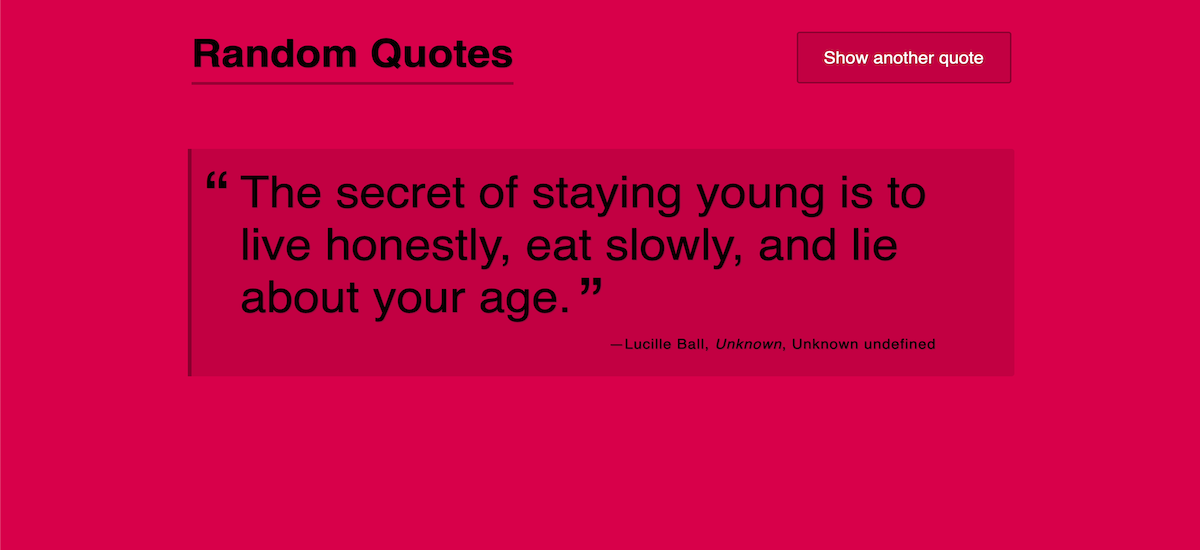 Random Quotes
Show another quote
“ The secret of staying young is to
live honestly, eat slowly, and lie
about your age. ”
—Lucille Ball, Unknown, Unknown undefined